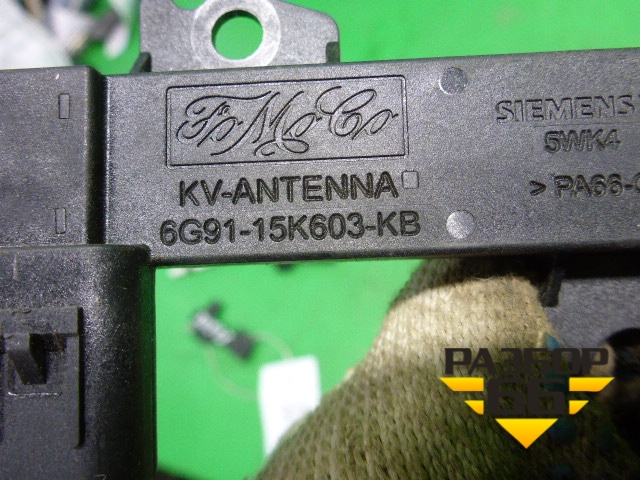 FoMoCo
SIEMENS
5WK4
KV-ANTENNA
> PA66-
6G91-15K603-KB
РАЗБОР
66